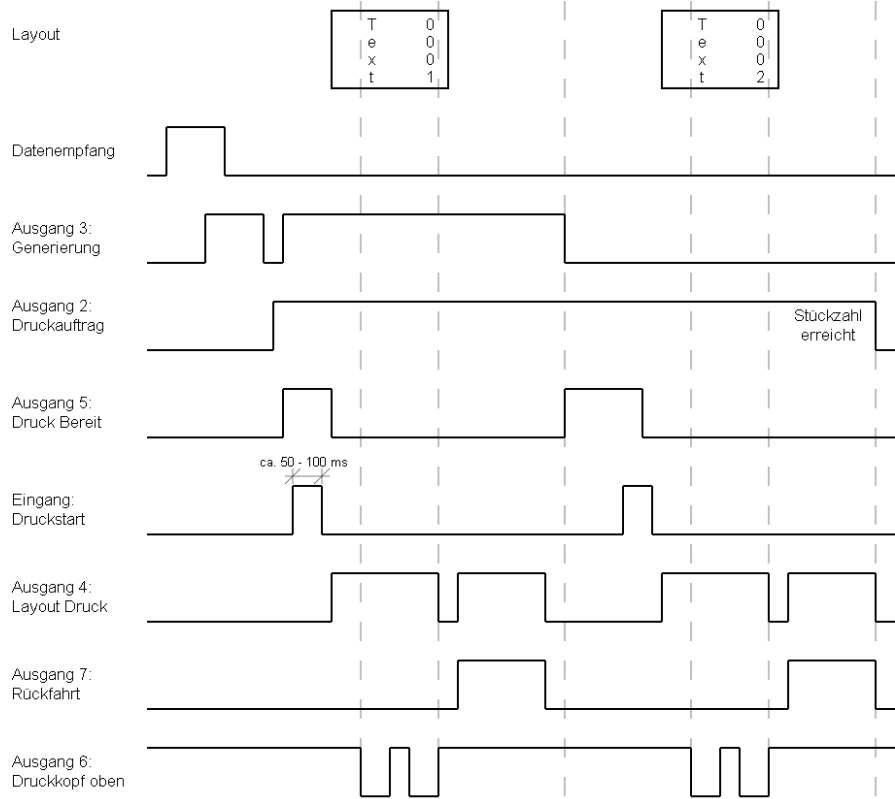 Layout
T 0
e 0
x 0
t 1
T 0
e 0
x 0
t 2
Datenempfang
Ausgang 3:
Generierung
Ausgang 2:
Druckauftrag
Stückzahl
erreicht
Ausgang 5:
Druck Bereit
ca. 50 - 100 ms
Eingang:
Druckstart
Ausgang 4:
Layout Druck
Ausgang 7:
Rückfahrt
Ausgang 6:
Druckkopf oben